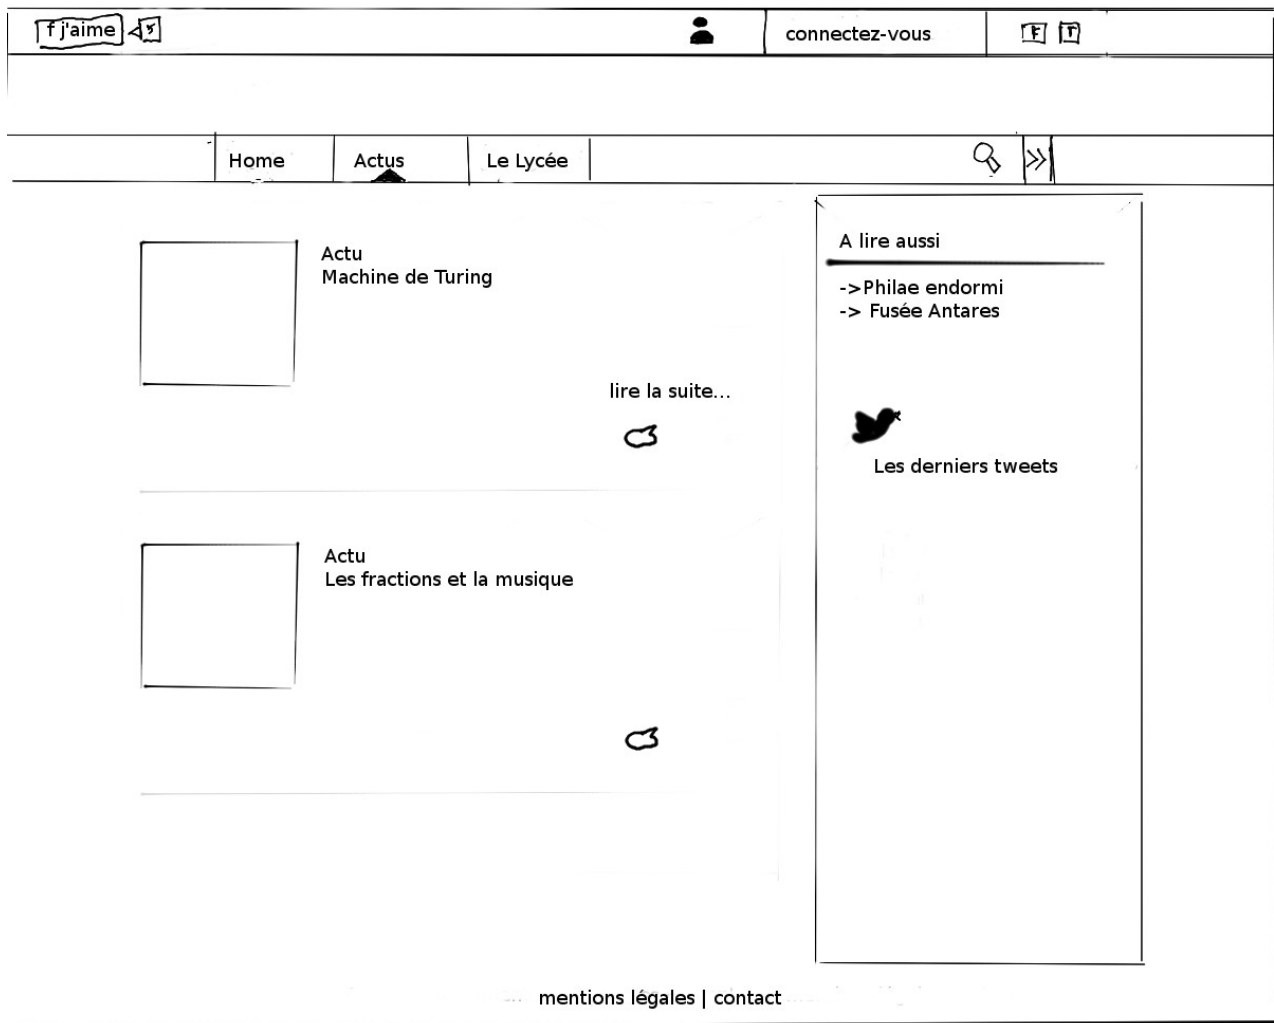 f j'aime 5
connectez-vous
F T
Home Actus Le Lycée
Actu
Machine de Turing
lire la suite...
Actu
Les fractions et la musique
A lire aussi
->Philae endormi
-> Fusée Antares
Les derniers tweets
mentions légales | contact